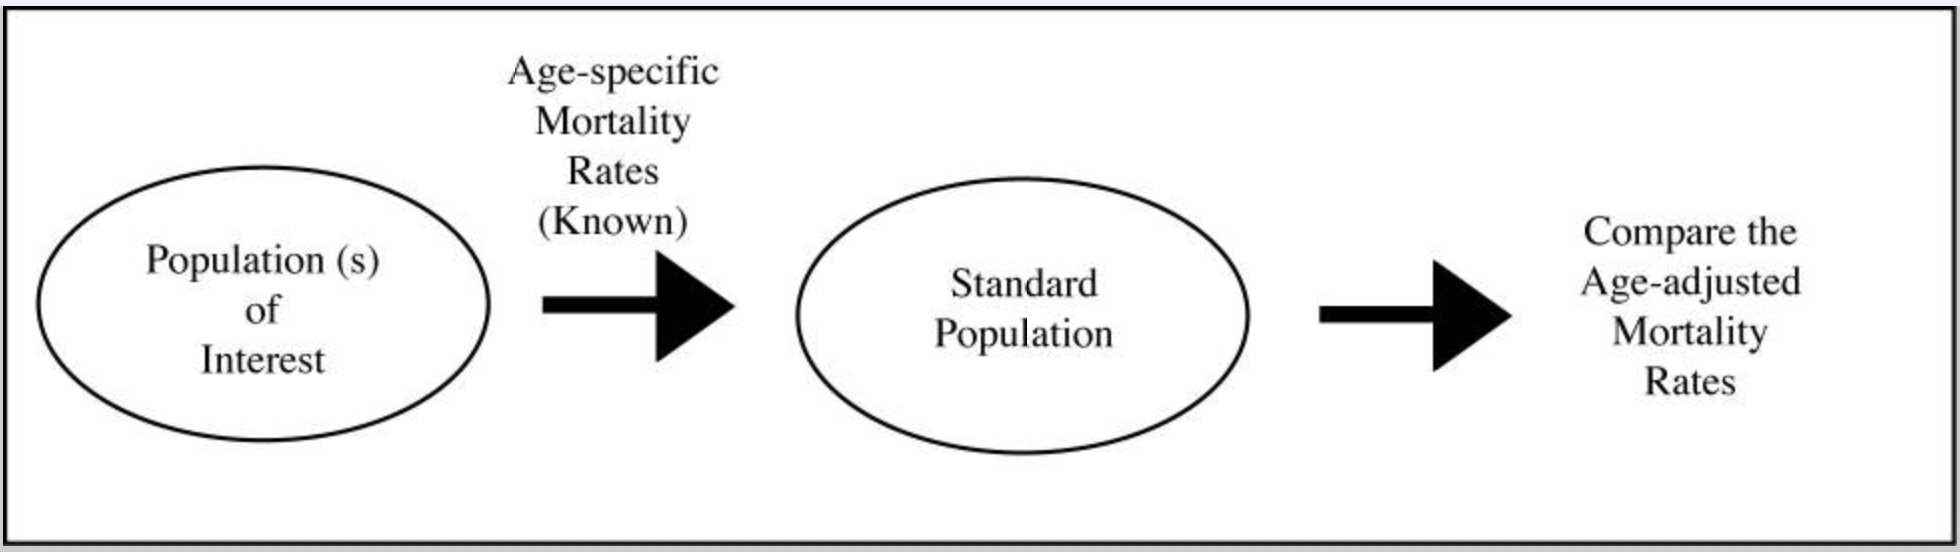 Age-specific
Mortality
Rates
(Known)
Population (s)
of
Interest
Standard
Population
Compare the
Age-adjusted
Mortality
Rates